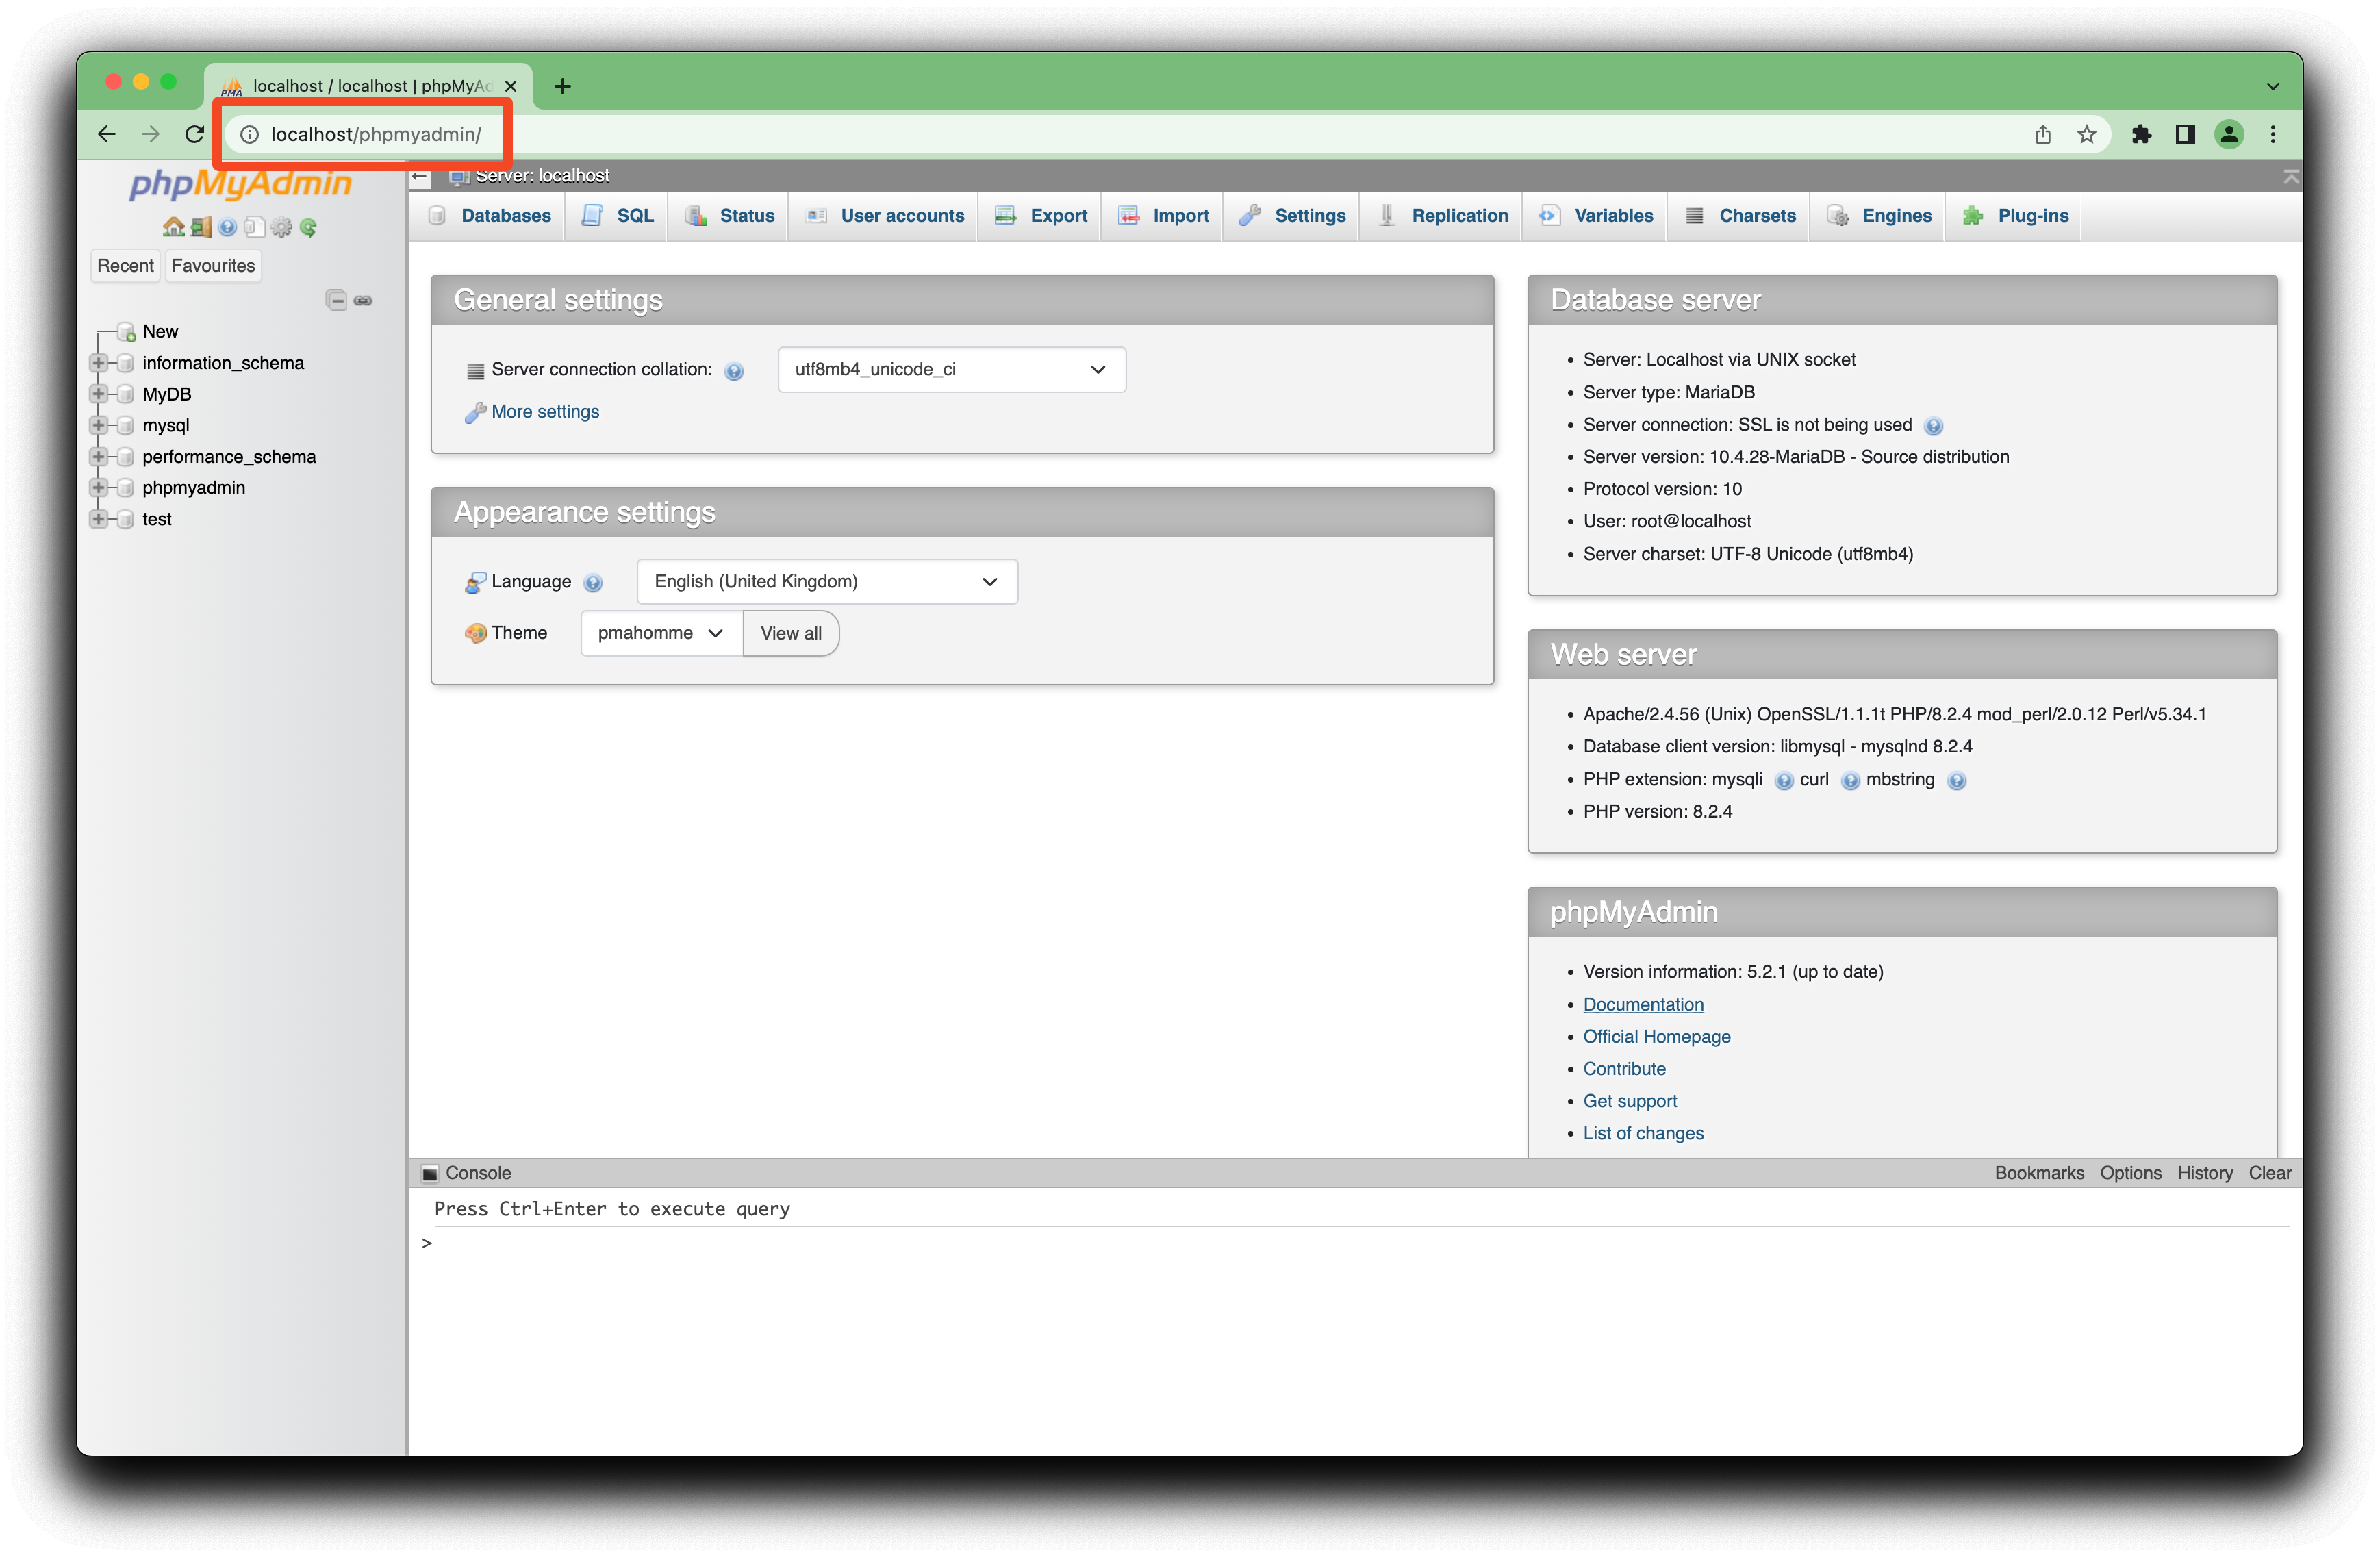 localhost / localhost | phpMyAd
localhost/phpmyadmin/
phpMyAdmin
Server: localhost
Databases SQL Status User accounts Export Import Settings Replication Variables Charsets Engines Plug-ins
Recent Favourites
New
information_schema
MyDB
mysql
performance_schema
phpmyadmin
test
General settings
Server connection collation: utf8mb4_unicode_ci
More settings
Appearance settings
Language English (United Kingdom)
Theme pmahomme View all
Database server
Server: Localhost via UNIX socket
Server type: MariaDB
Server connection: SSL is not being used
Server version: 10.4.28-MariaDB - Source distribution
Protocol version: 10
User: root@localhost
Server charset: UTF-8 Unicode (utf8mb4)
Web server
Apache/2.4.56 (Unix) OpenSSL/1.1.1t PHP/8.2.4 mod_perl/2.0.12 Perl/v5.34.1
Database client version: libmysql - mysqlnd 8.2.4
PHP extension: mysqli curl mbstring
PHP version: 8.2.4
phpMyAdmin
Version information: 5.2.1 (up to date)
Documentation
Official Homepage
Contribute
Get support
List of changes
Console Bookmarks Options History Clear
Press Ctrl+Enter to execute query
>